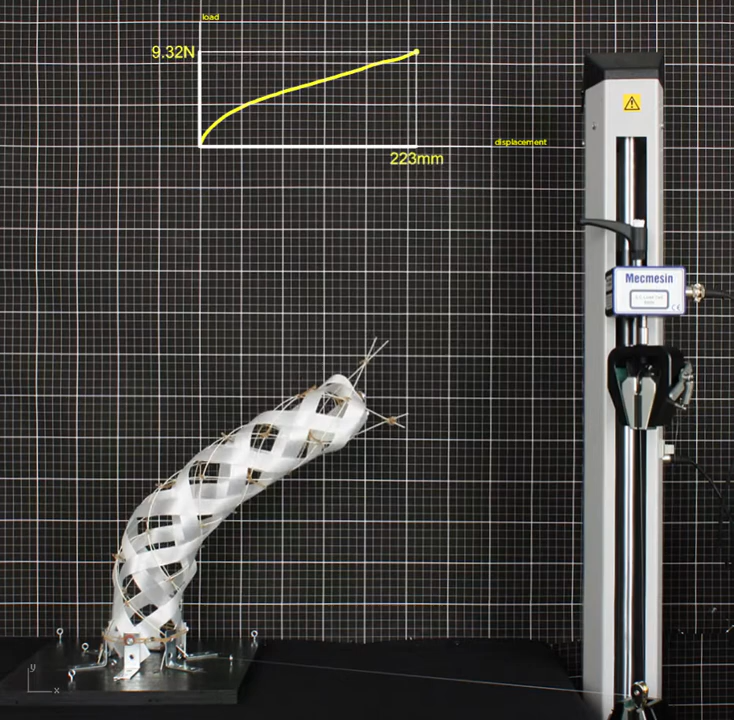 load
9.32N
displacement
223mm
Mecmesin
y
x